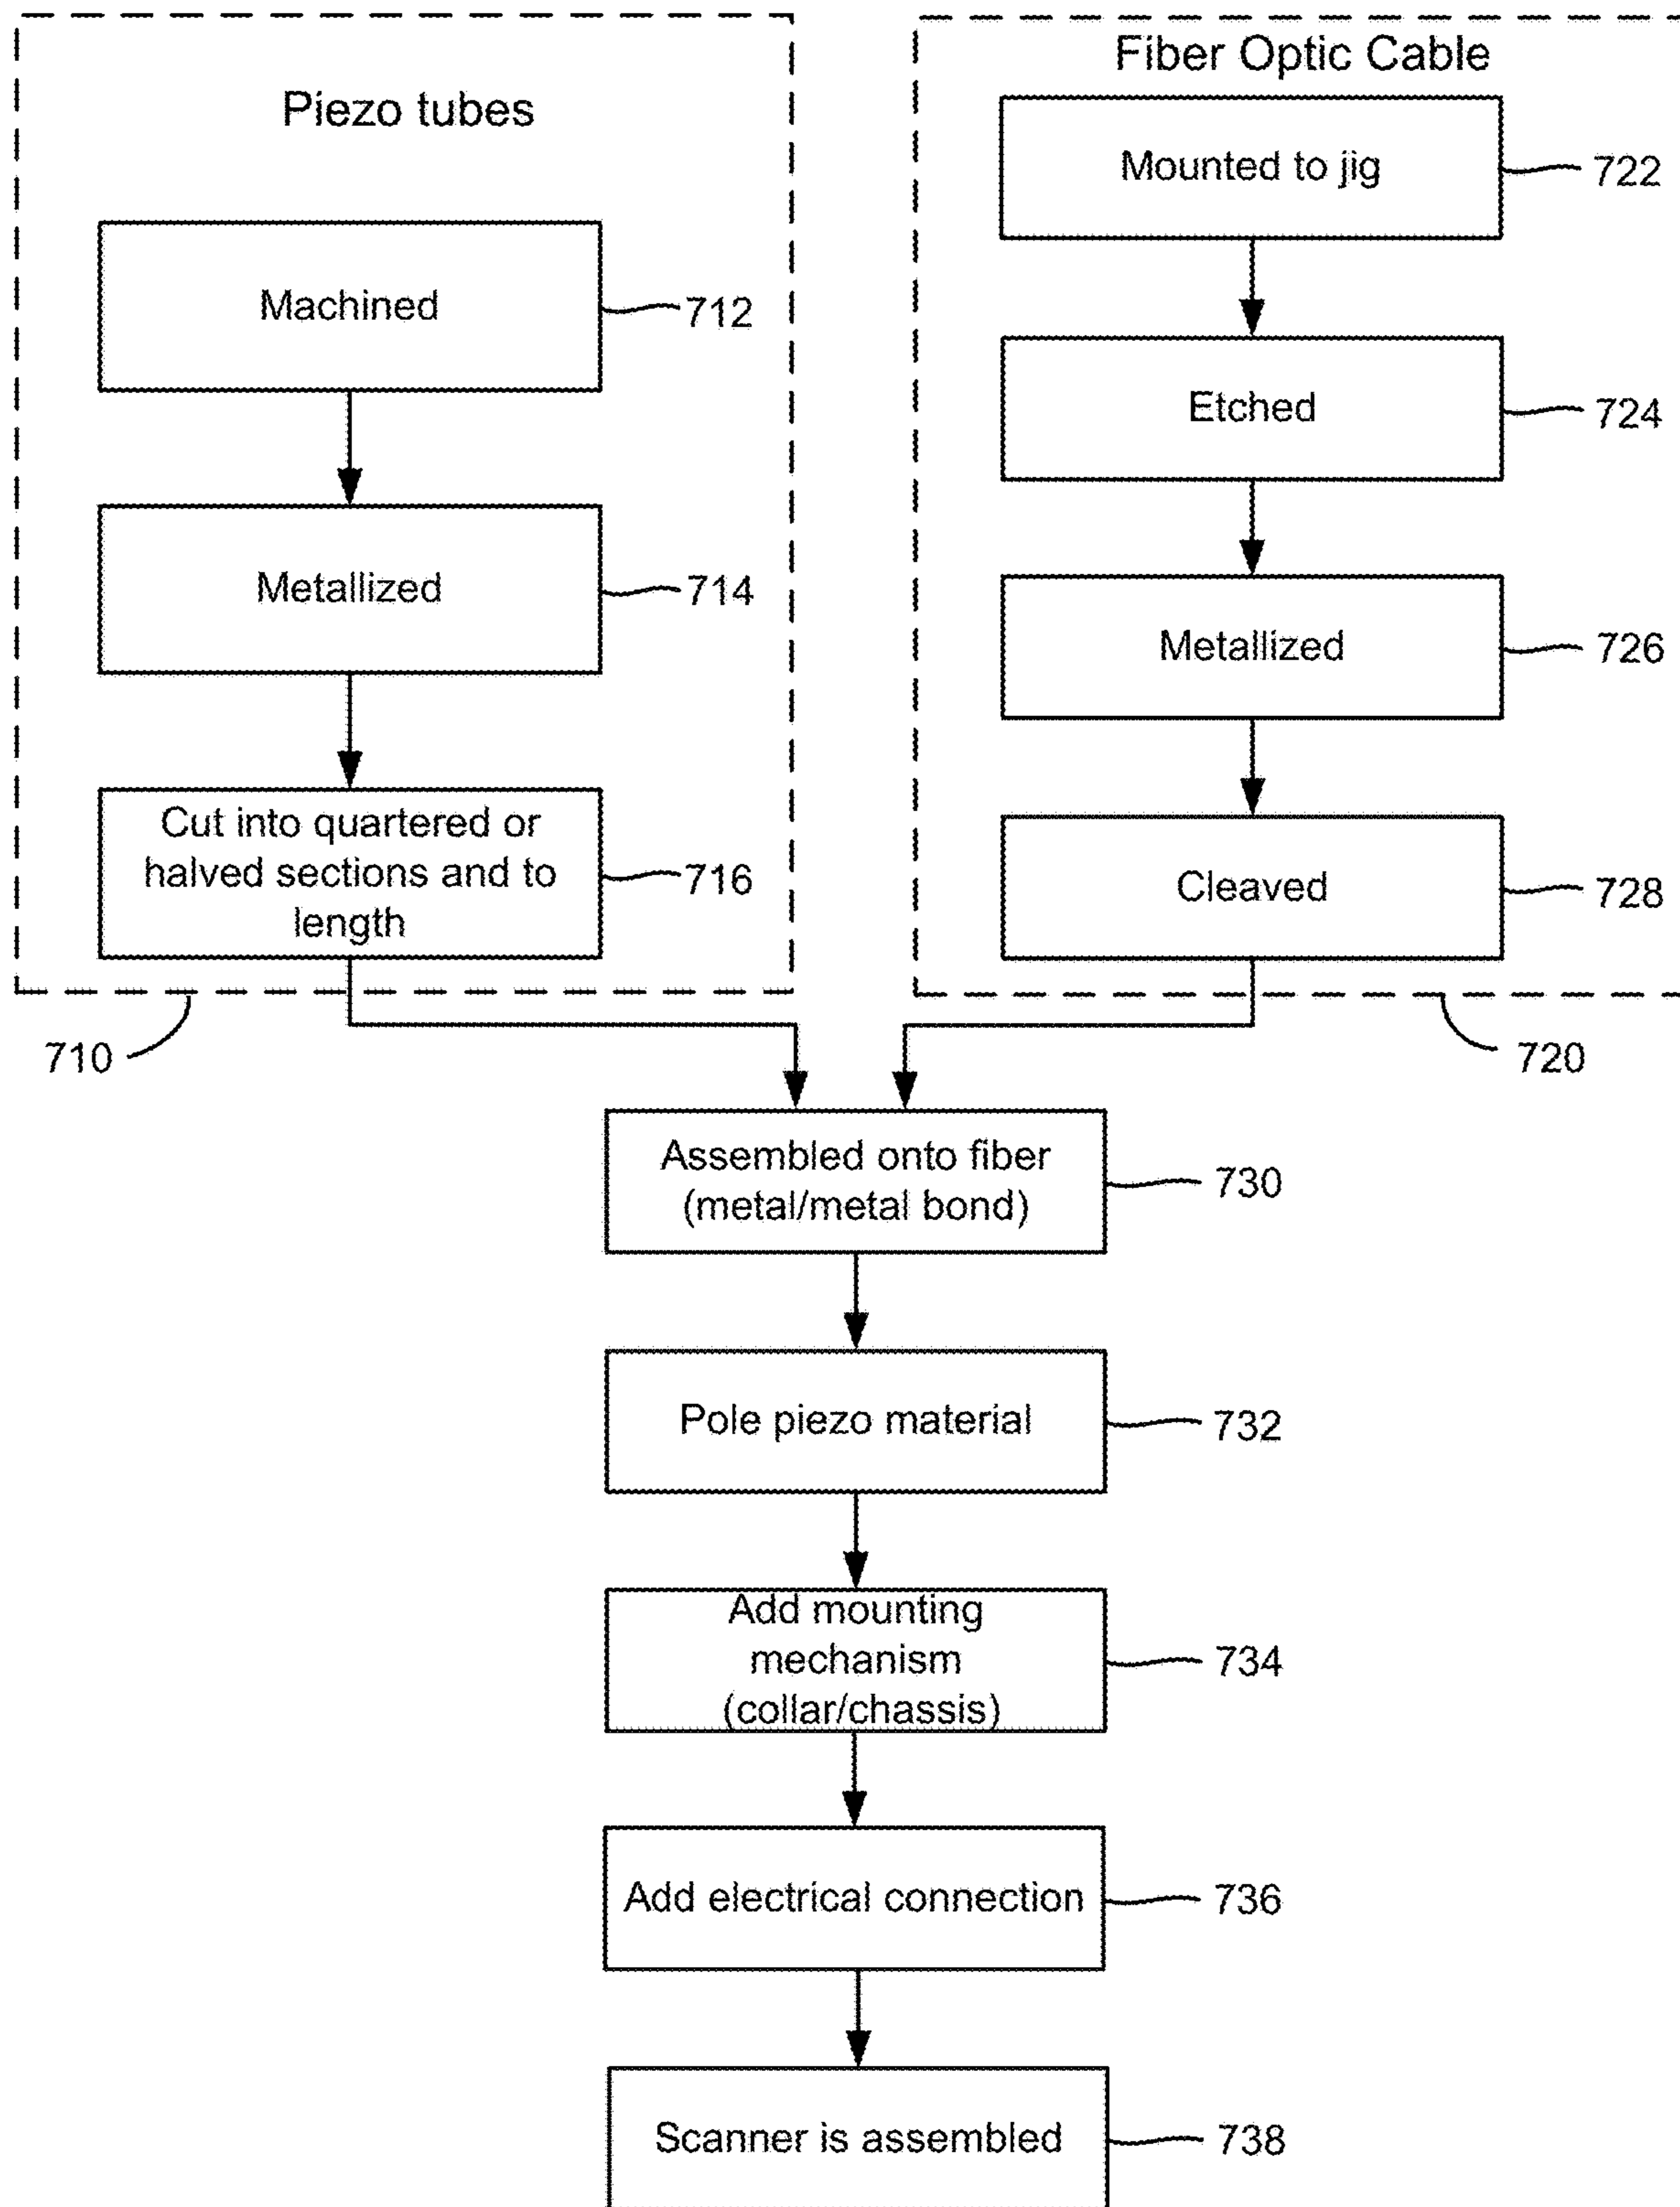 Piezo tubes
Machined
712
Metallized
714
Cut into quartered or
halved sections and to
length
716
710
Fiber Optic Cable
Mounted to jig
722
Etched
724
Metallized
726
Cleaved
728
720
Assembled onto fiber
(metal/metal bond)
730
Pole piezo material
732
Add mounting
mechanism
(collar/chassis)
734
Add electrical connection
736
Scanner is assembled
738